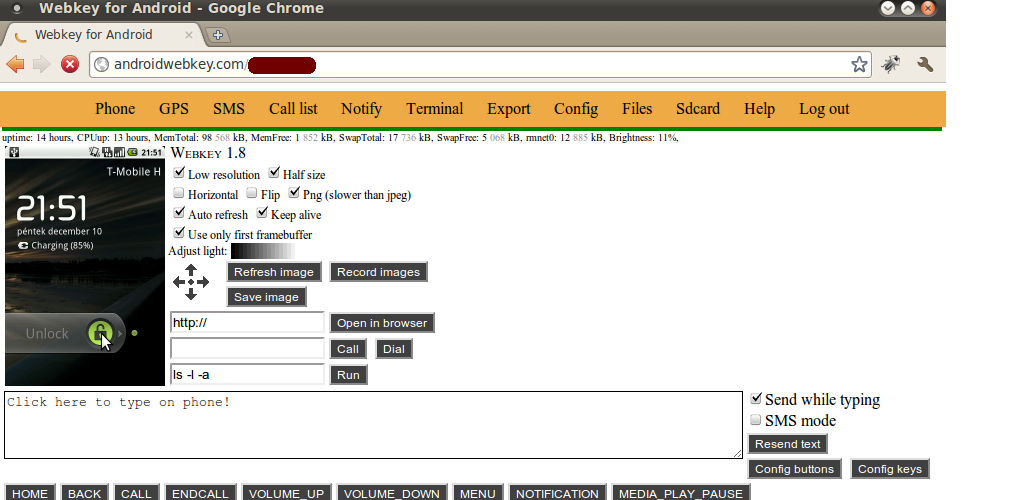 Webkey for Android - Google Chrome
Webkey for Android
androidwebkey.com/
Phone GPS SMS Call list Notify Terminal Export Config Files Sdcard Help Log out
uptime: 14 hours, CPUup: 13 hours, MemTotal: 98 568 kB, MemFree: 1 852 kB, SwapTotal: 17 736 kB, SwapFree: 5 068 kB, rmnet0: 12 885 kB, Brightness: 11%,
21:51
T-Mobile H
21:51
péntek december 10
Charging (85%)
Unlock
Webkey 1.8
Low resolution Half size
Horizontal Flip Png (slower than jpeg)
Auto refresh Keep alive
Use only first framebuffer
Adjust light:
Refresh image Record images
Save image
http:// Open in browser
Call Dial
ls -l -a Run
Click here to type on phone!
Send while typing
SMS mode
Resend text
Config buttons Config keys
HOME BACK CALL ENDCALL VOLUME_UP VOLUME_DOWN MENU NOTIFICATION MEDIA_PLAY_PAUSE